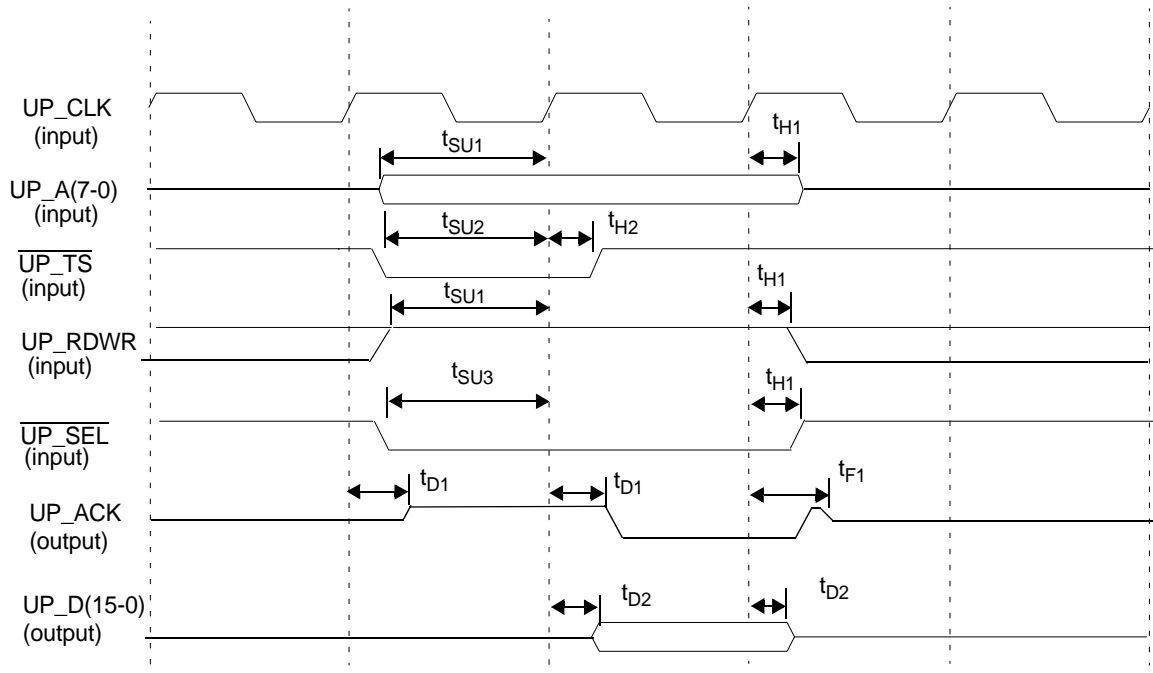 UP_CLK
(input)
tSU1
tH1
UP_A(7-0)
(input)
tSU2
tH2
UP_TS
(input)
tSU1
tH1
UP_RDWR
(input)
tSU3
tH1
UP_SEL
(input)
tD1
tD1
tF1
UP_ACK
(output)
tD2
tD2
UP_D(15-0)
(output)